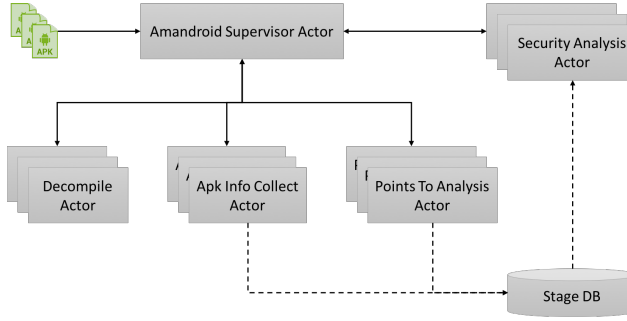 APK
Amandroid Supervisor Actor
Security Analysis
Actor
Decompile
Actor
Apk Info Collect
Actor
Points To Analysis
Actor
Stage DB